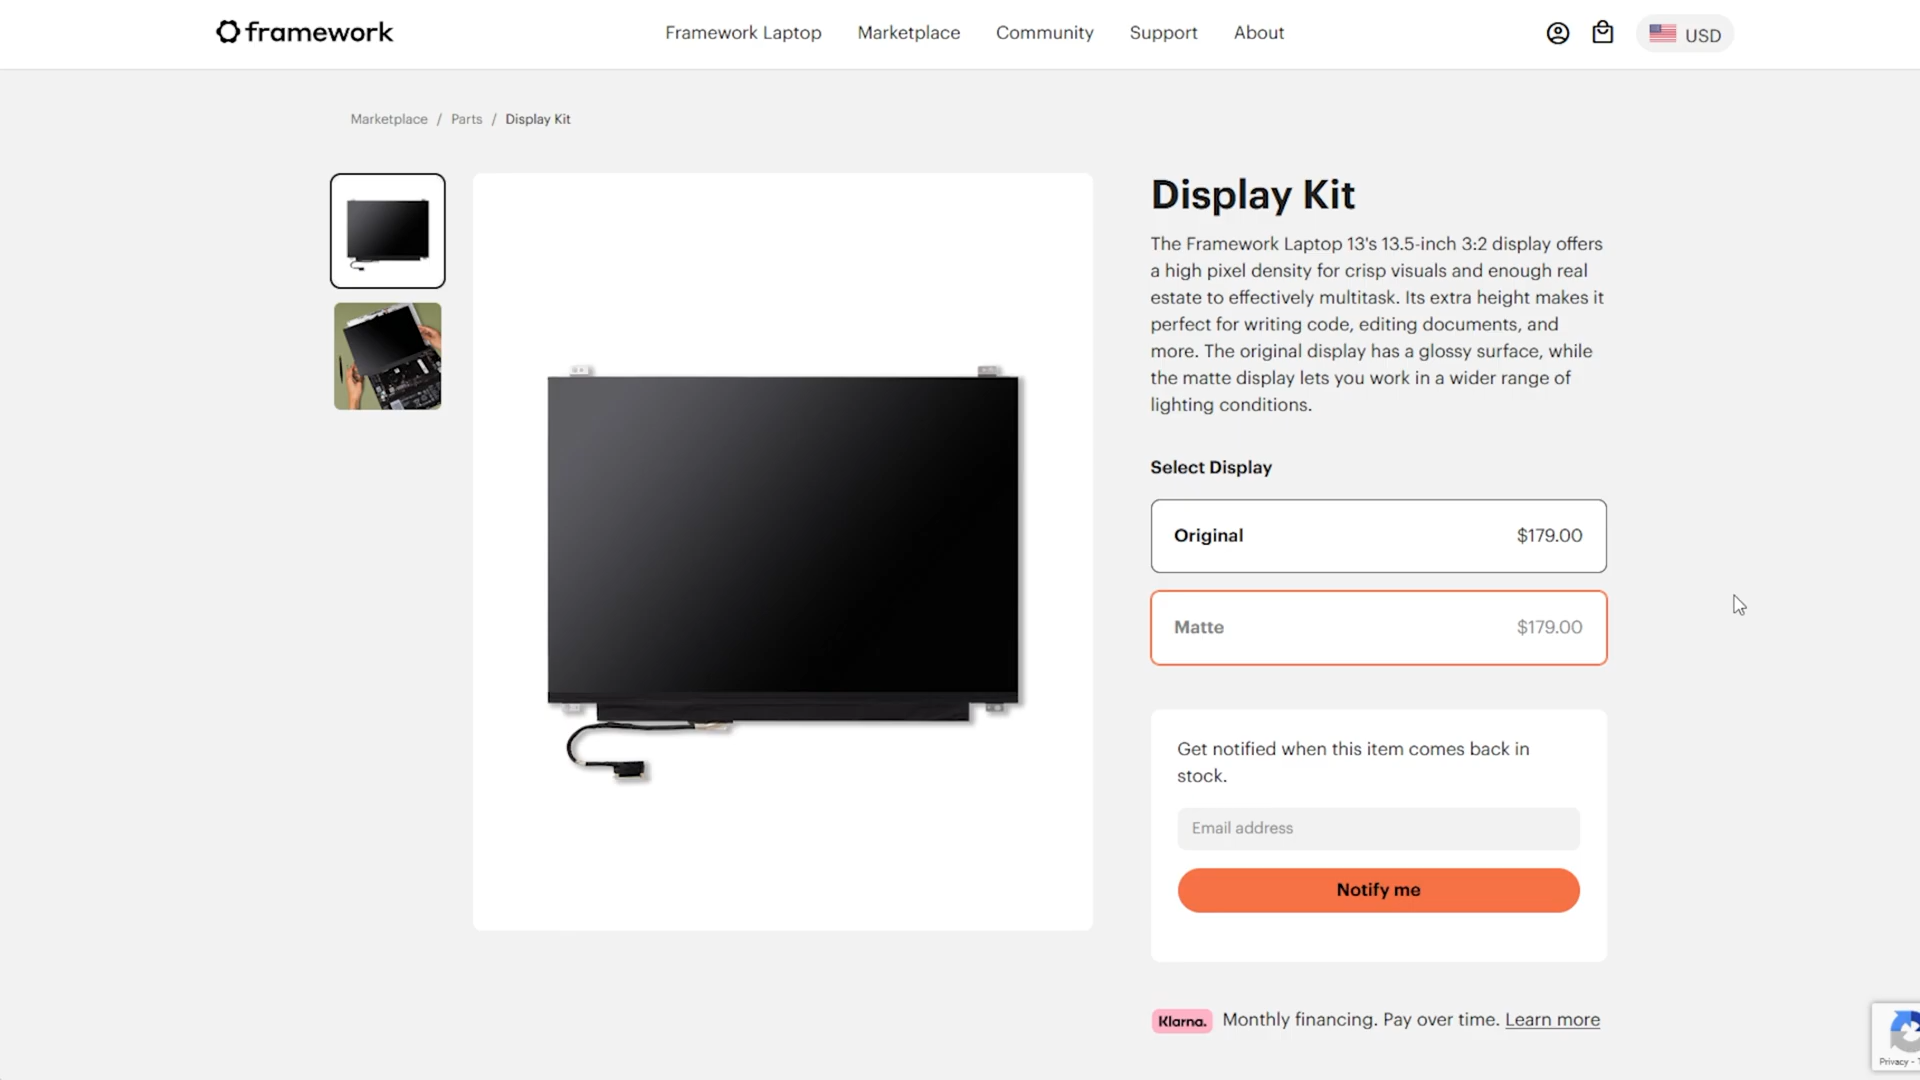 framework
Framework Laptop
Marketplace
Community
Support
About
USD
Marketplace / Parts / Display Kit
Display Kit
The Framework Laptop 13's 13.5-inch 3:2 display offers
a high pixel density for crisp visuals and enough real
estate to effectively multitask. Its extra height makes it
perfect for writing code, editing documents, and
more. The original display has a glossy surface, while
the matte display lets you work in a wider range of
lighting conditions.
Select Display
Original $179.00
Matte $179.00
Get notified when this item comes back in
stock.
Email address
Notify me
Klarna. Monthly financing. Pay over time. Learn more
Privacy -